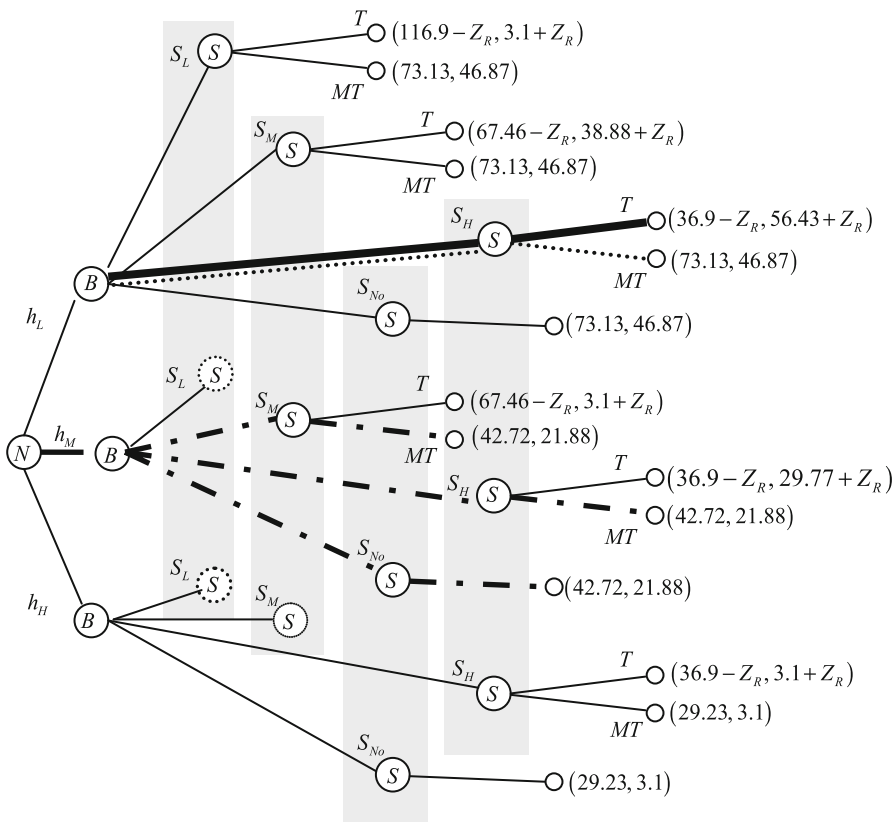 T (116.9 − Z_R, 3.1 + Z_R)
S_L S
MT (73.13, 46.87)
T (67.46 − Z_R, 38.88 + Z_R)
S_M S
MT (73.13, 46.87)
T (36.9 − Z_R, 56.43 + Z_R)
S_H S
MT (73.13, 46.87)
B
S_No S (73.13, 46.87)
h_L
S_L S
T (67.46 − Z_R, 3.1 + Z_R)
S_M S
MT (42.72, 21.88)
N h_M B
T (36.9 − Z_R, 29.77 + Z_R)
S_H S
MT (42.72, 21.88)
S_No S (42.72, 21.88)
S_L S
h_H B
S_M S
T (36.9 − Z_R, 3.1 + Z_R)
S_H S
MT (29.23, 3.1)
S_No S (29.23, 3.1)